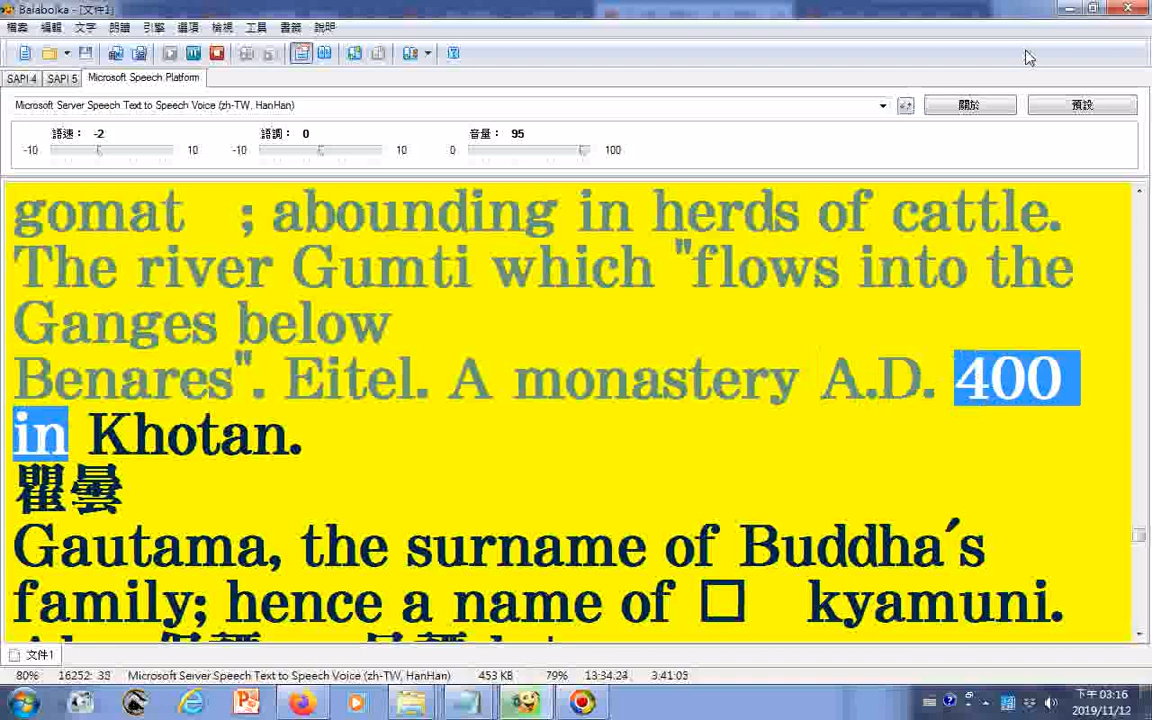 Balabolka - [文件1]
檔案 編輯 文字 朗讀 引擎 選項 檢視 工具 書籤 說明
SAPI 4 SAPI 5 Microsoft Speech Platform
Microsoft Server Speech Text to Speech Voice (zh-TW, HanHan) 關於 預設
語速： -2 語調： 0 音量： 95
-10 10 -10 10 0 100
gomat ; abounding in herds of cattle.
The river Gumti which "flows into the
Ganges below
Benares". Eitel. A monastery A.D. 400
in Khotan.
瞿曇
Gautama, the surname of Buddha′s
family; hence a name of □ kyamuni.
文件1
80% 16252: 33 Microsoft Server Speech Text to Speech Voice (zh-TW, HanHan) 453 KB 79% 13:34:24 3:41:03
下午 03:16
2019/11/12